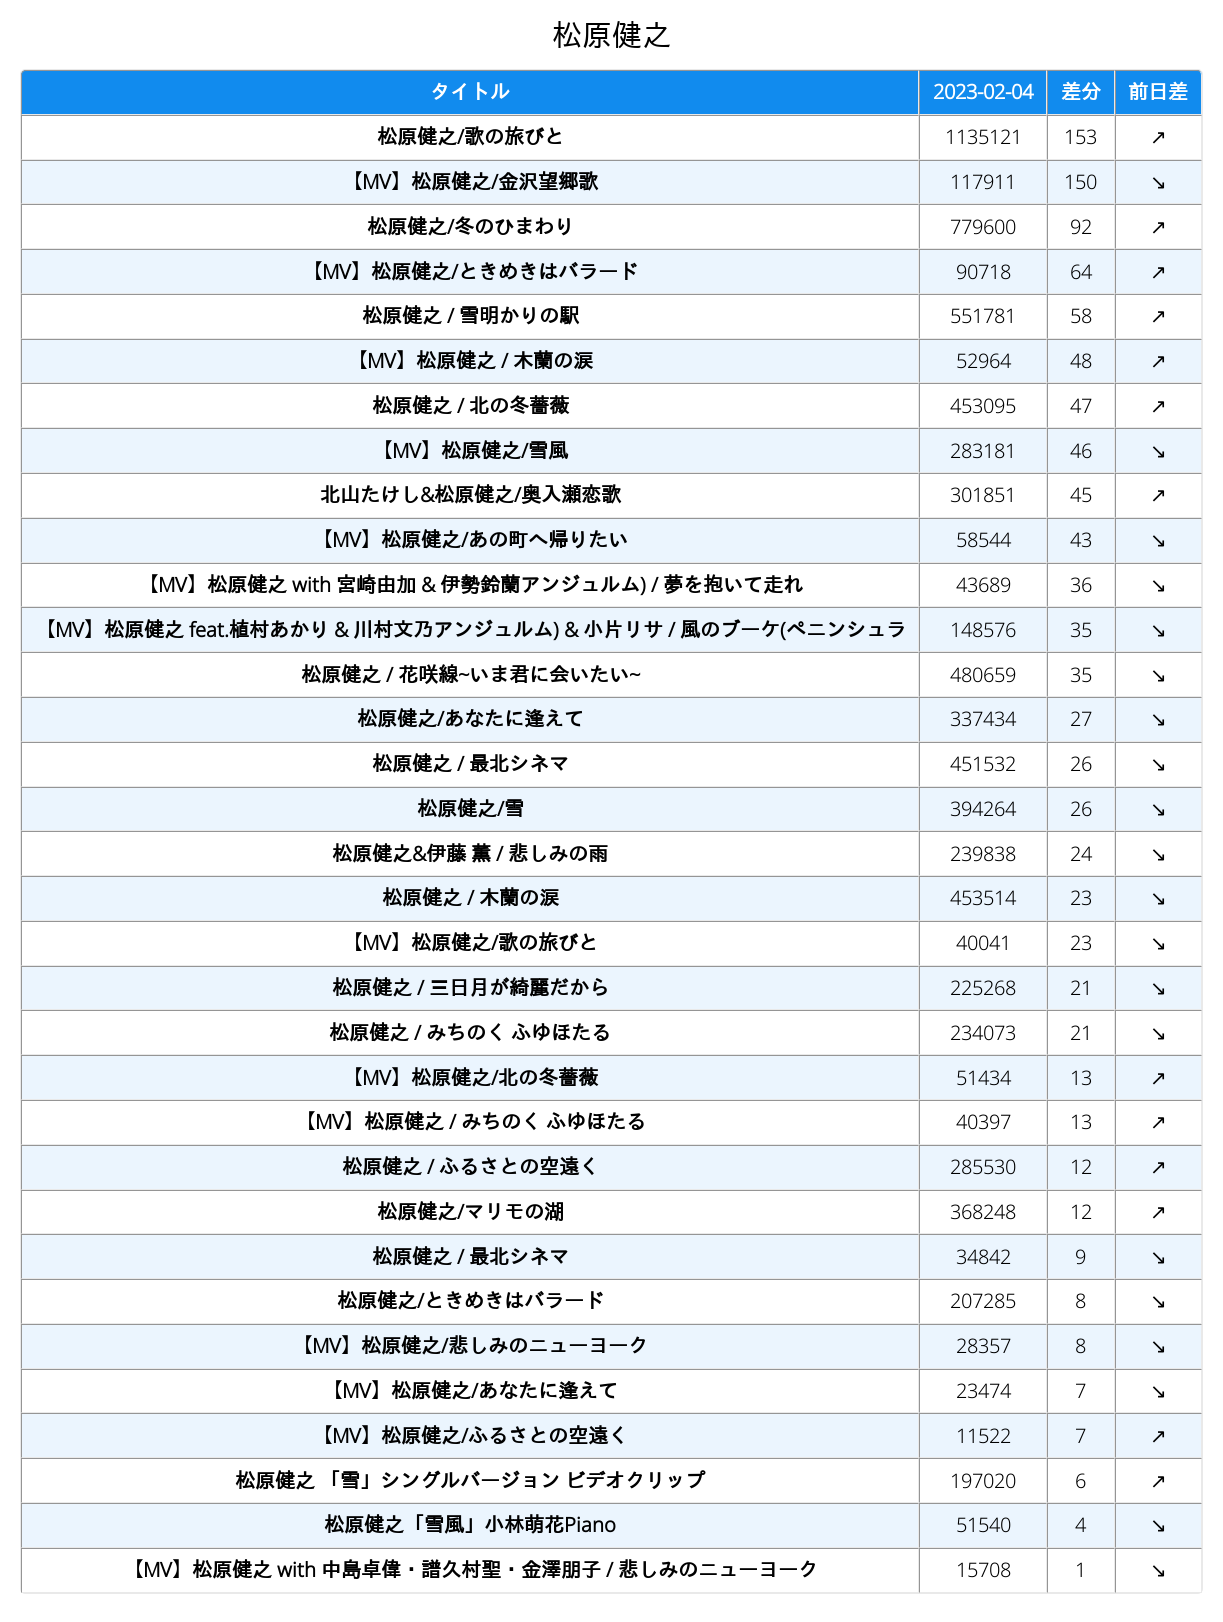 松原健之
タイトル 2023-02-04 差分 前日差
松原健之/歌の旅びと 1135121 153 ↗
【MV】松原健之/金沢望郷歌 117911 150 ↘
松原健之/冬のひまわり 779600 92 ↗
【MV】松原健之/ときめきはバラード 90718 64 ↗
松原健之 / 雪明かりの駅 551781 58 ↗
【MV】松原健之 / 木蘭の涙 52964 48 ↗
松原健之 / 北の冬薔薇 453095 47 ↗
【MV】松原健之/雪風 283181 46 ↘
北山たけし&松原健之/奥入瀬恋歌 301851 45 ↗
【MV】松原健之/あの町へ帰りたい 58544 43 ↘
【MV】松原健之 with 宮崎由加 & 伊勢鈴蘭アンジュルム) / 夢を抱いて走れ 43689 36 ↘
【MV】松原健之 feat.植村あかり & 川村文乃アンジュルム) & 小片リサ / 風のブーケ(ペニンシュラ 148576 35 ↘
松原健之 / 花咲線~いま君に会いたい~ 480659 35 ↘
松原健之/あなたに逢えて 337434 27 ↘
松原健之 / 最北シネマ 451532 26 ↘
松原健之/雪 394264 26 ↘
松原健之&伊藤 薫 / 悲しみの雨 239838 24 ↘
松原健之 / 木蘭の涙 453514 23 ↘
【MV】松原健之/歌の旅びと 40041 23 ↘
松原健之 / 三日月が綺麗だから 225268 21 ↘
松原健之 / みちのく ふゆほたる 234073 21 ↘
【MV】松原健之/北の冬薔薇 51434 13 ↗
【MV】松原健之 / みちのく ふゆほたる 40397 13 ↗
松原健之 / ふるさとの空遠く 285530 12 ↗
松原健之/マリモの湖 368248 12 ↗
松原健之 / 最北シネマ 34842 9 ↘
松原健之/ときめきはバラード 207285 8 ↘
【MV】松原健之/悲しみのニューヨーク 28357 8 ↘
【MV】松原健之/あなたに逢えて 23474 7 ↘
【MV】松原健之/ふるさとの空遠く 11522 7 ↗
松原健之 「雪」シングルバージョン ビデオクリップ 197020 6 ↗
松原健之「雪風」小林萌花Piano 51540 4 ↘
【MV】松原健之 with 中島卓偉・譜久村聖・金澤朋子 / 悲しみのニューヨーク 15708 1 ↘